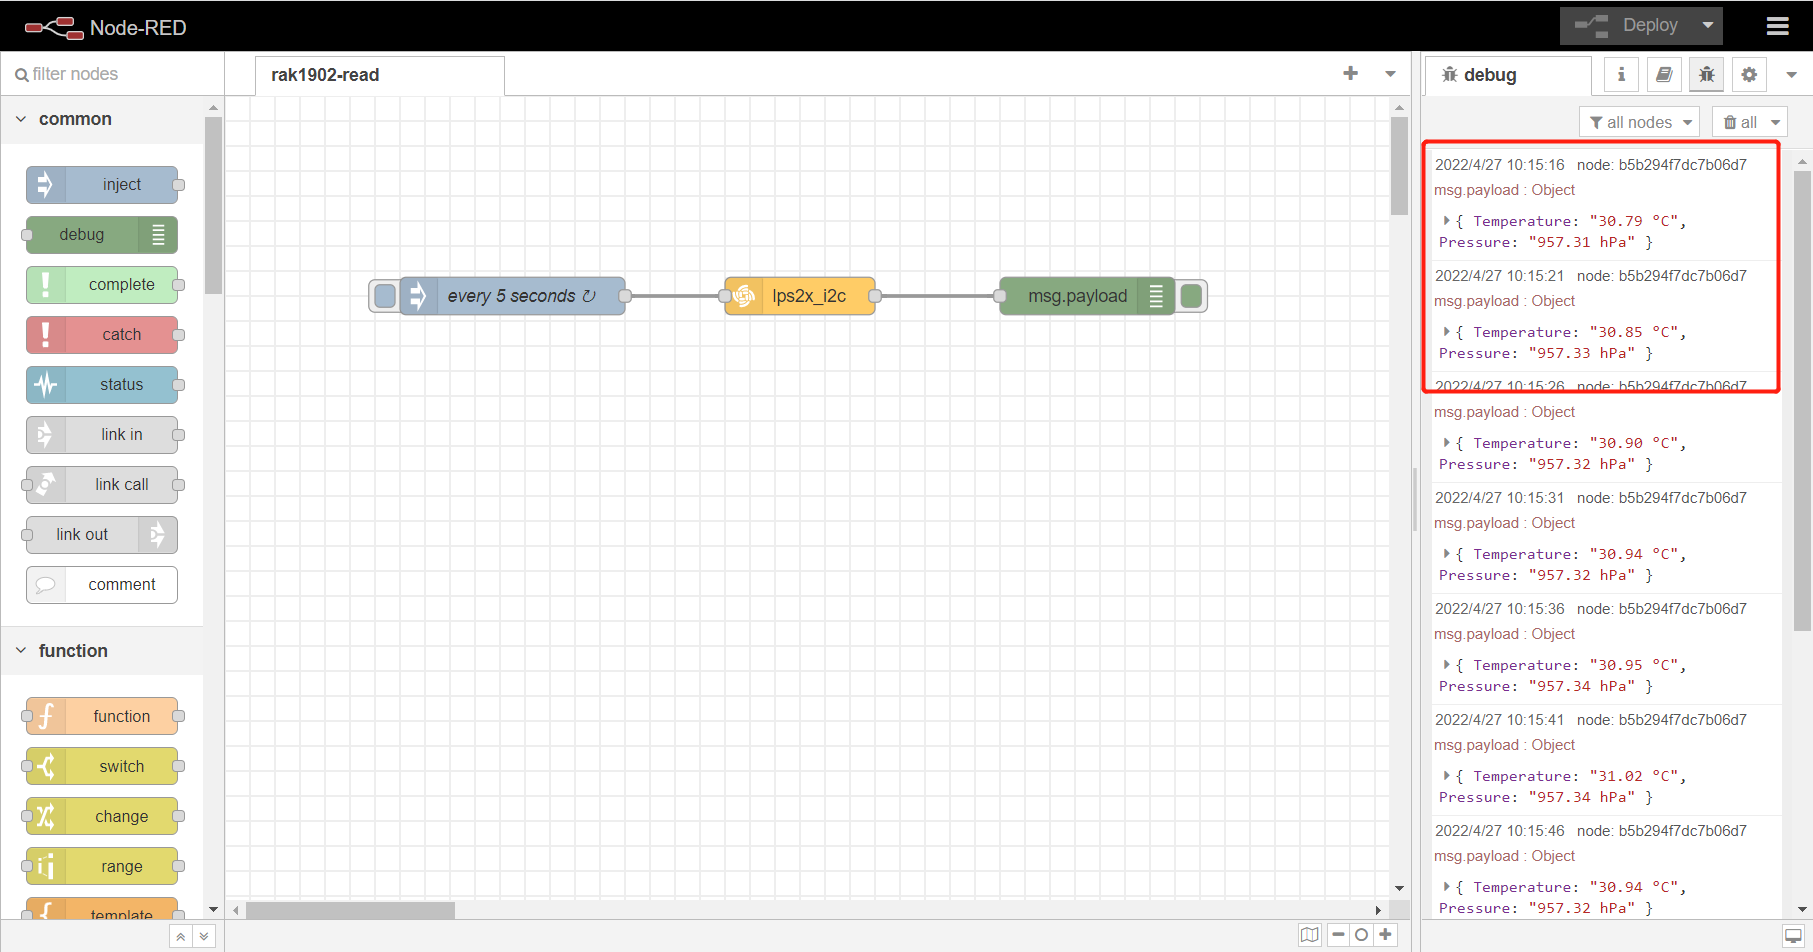 Node-RED
Deploy
filter nodes
rak1902-read
debug
all nodes
all
common
inject
debug
complete
catch
status
link in
link call
link out
comment
function
function
switch
change
range
template
every 5 seconds ↻
lps2x_i2c
msg.payload
2022/4/27 10:15:16 node: b5b294f7dc7b06d7
msg.payload : Object
{ Temperature: "30.79 °C",
Pressure: "957.31 hPa" }
2022/4/27 10:15:21 node: b5b294f7dc7b06d7
msg.payload : Object
{ Temperature: "30.85 °C",
Pressure: "957.33 hPa" }
2022/4/27 10:15:26 node: b5b294f7dc7b06d7
msg.payload : Object
{ Temperature: "30.90 °C",
Pressure: "957.32 hPa" }
2022/4/27 10:15:31 node: b5b294f7dc7b06d7
msg.payload : Object
{ Temperature: "30.94 °C",
Pressure: "957.32 hPa" }
2022/4/27 10:15:36 node: b5b294f7dc7b06d7
msg.payload : Object
{ Temperature: "30.95 °C",
Pressure: "957.34 hPa" }
2022/4/27 10:15:41 node: b5b294f7dc7b06d7
msg.payload : Object
{ Temperature: "31.02 °C",
Pressure: "957.34 hPa" }
2022/4/27 10:15:46 node: b5b294f7dc7b06d7
msg.payload : Object
{ Temperature: "30.94 °C",
Pressure: "957.32 hPa" }